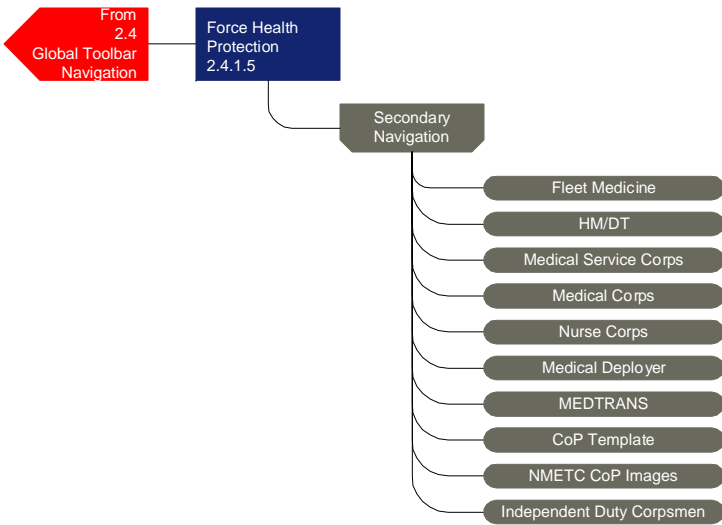 From
2.4
Global Toolbar
Navigation
Force Health
Protection
2.4.1.5
Secondary
Navigation
Fleet Medicine
HM/DT
Medical Service Corps
Medical Corps
Nurse Corps
Medical Deployer
MEDTRANS
CoP Template
NMETC CoP Images
Independent Duty Corpsmen